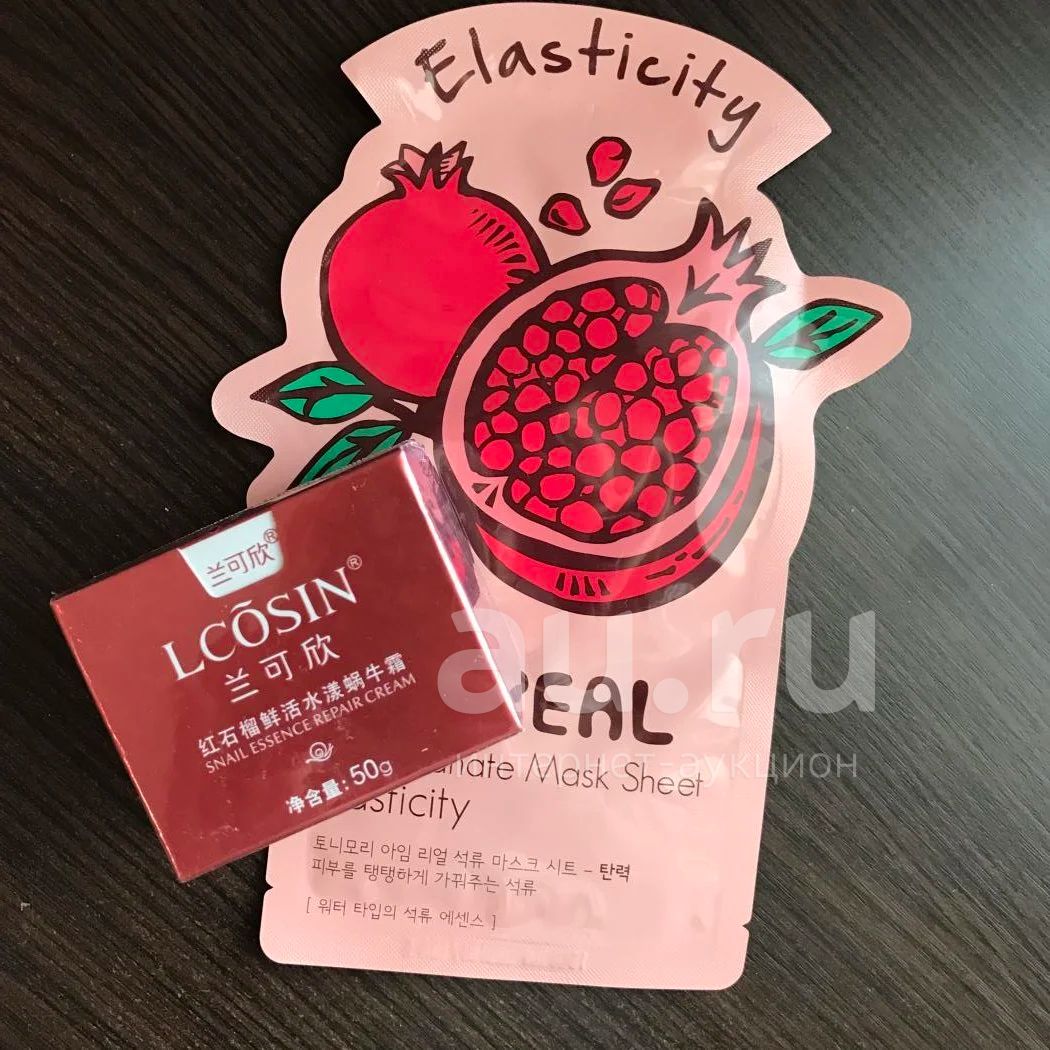 Elasticity
兰可欣®
LCŌSIN®
兰可欣
红石榴鲜活水漾蜗牛霜
SNAIL ESSENCE REPAIR CREAM
净含量: 50g
REAL
Mask Sheet
토니모리 아임 리얼 석류 마스크 시트 - 탄력
피부를 탱탱하게 가꿔주는 석류
[ 워터 타입의 석류 에센스 ]
au.ru
интернет-аукцион